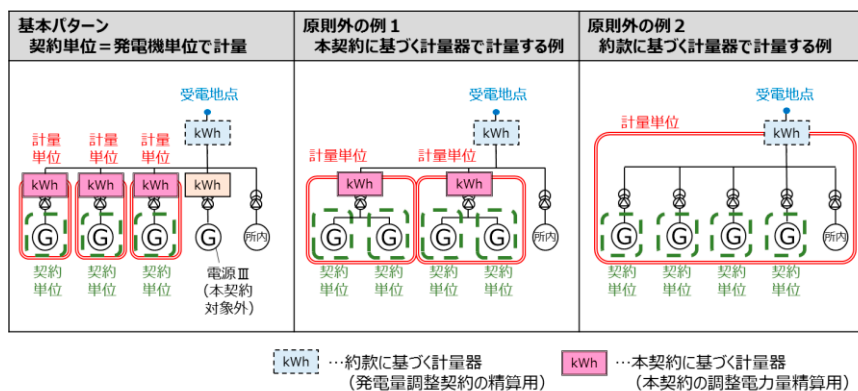 基本パターン
契約単位＝発電機単位で計量
原則外の例１
本契約に基づく計量器で計量する例
原則外の例２
約款に基づく計量器で計量する例
受電地点
kWh
計量
単位
計量
単位
計量
単位
kWh
kWh
kWh
kWh
G
G
G
G
所内
契約
単位
契約
単位
契約
単位
電源Ⅲ
（本契約
対象外）
受電地点
kWh
計量単位
計量単位
kWh
kWh
G
G
G
G
所内
契約
単位
契約
単位
契約
単位
契約
単位
受電地点
計量単位
kWh
G
G
G
G
所内
契約
単位
契約
単位
契約
単位
契約
単位
kWh
…約款に基づく計量器
（発電量調整契約の精算用）
kWh
…本契約に基づく計量器
（本契約の調整電力量精算用）